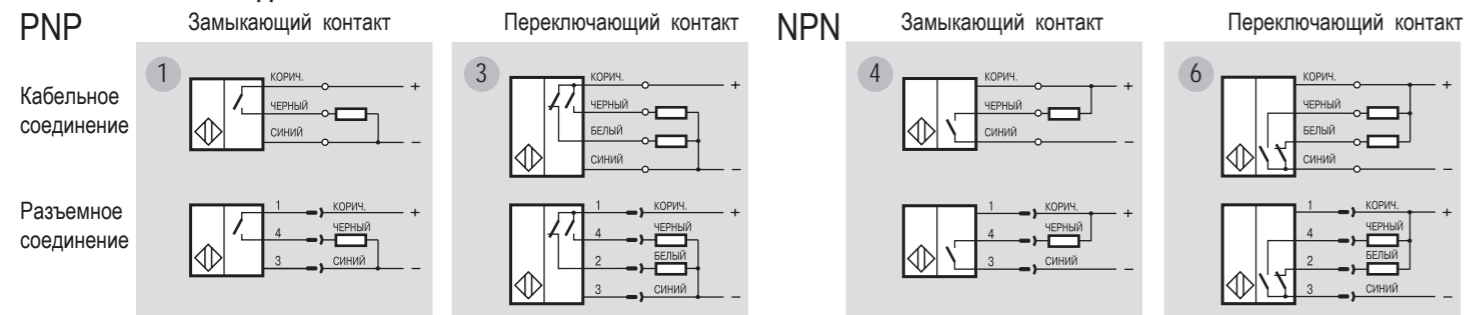 PNP
Замыкающий контакт
Переключающий контакт
NPN
Замыкающий контакт
Переключающий контакт
Кабельное
соединение
1
КОРИЧ.
+
ЧЕРНЫЙ
СИНИЙ
–
3
КОРИЧ.
+
ЧЕРНЫЙ
БЕЛЫЙ
СИНИЙ
–
4
КОРИЧ.
+
ЧЕРНЫЙ
СИНИЙ
–
6
КОРИЧ.
+
ЧЕРНЫЙ
БЕЛЫЙ
СИНИЙ
–
Разъемное
соединение
1 КОРИЧ. +
4 ЧЕРНЫЙ
3 СИНИЙ –
1 КОРИЧ. +
4 ЧЕРНЫЙ
2 БЕЛЫЙ
3 СИНИЙ –
1 КОРИЧ. +
4 ЧЕРНЫЙ
3 СИНИЙ –
1 КОРИЧ. +
4 ЧЕРНЫЙ
2 БЕЛЫЙ
3 СИНИЙ –